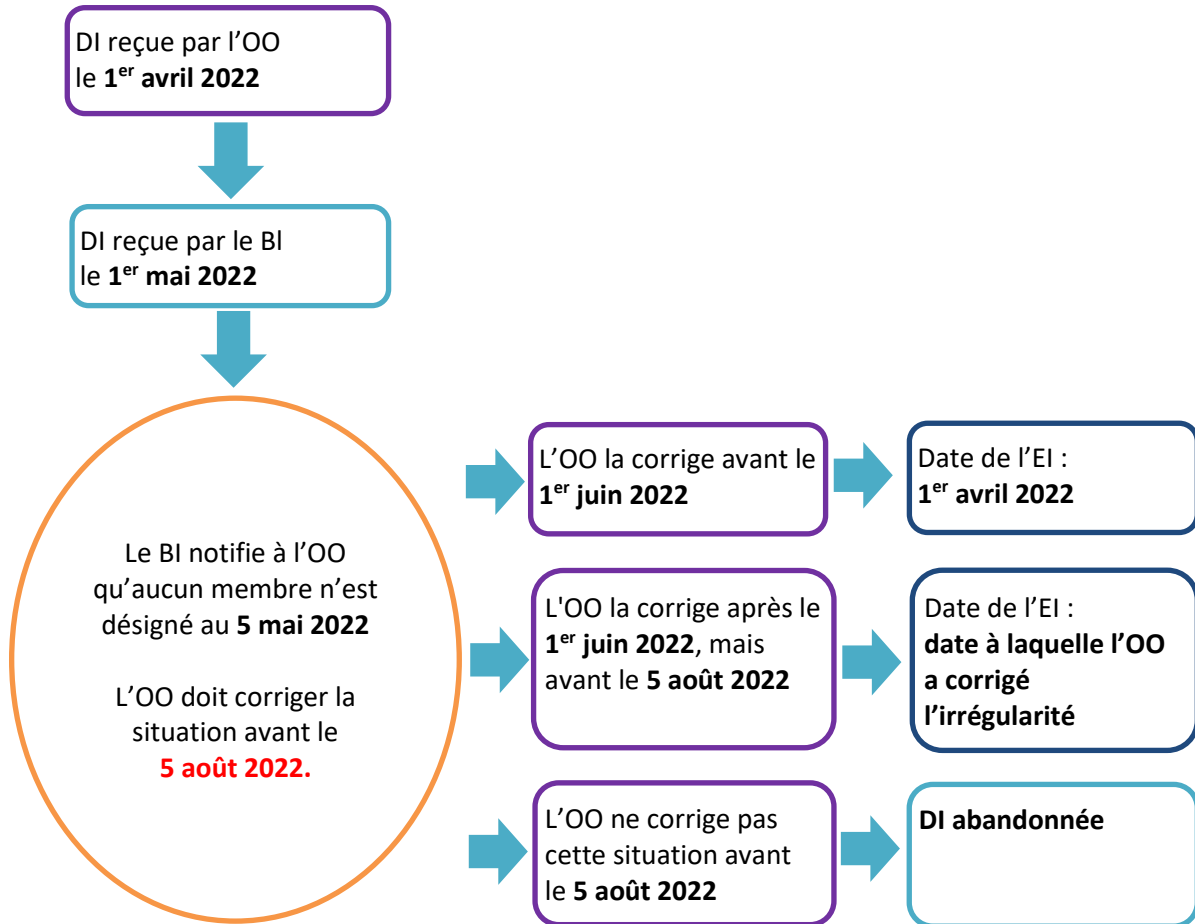 DI reçue par l’OO
le 1er avril 2022
DI reçue par le BI
le 1er mai 2022
Le BI notifie à l’OO
qu’aucun membre n’est
désigné au 5 mai 2022
L’OO doit corriger la
situation avant le
5 août 2022.
L’OO la corrige avant le
1er juin 2022
Date de l’EI :
1er avril 2022
L'OO la corrige après le
1er juin 2022, mais
avant le 5 août 2022
Date de l’EI :
date à laquelle l’OO
a corrigé
l’irrégularité
L’OO ne corrige pas
cette situation avant
le 5 août 2022
DI abandonnée